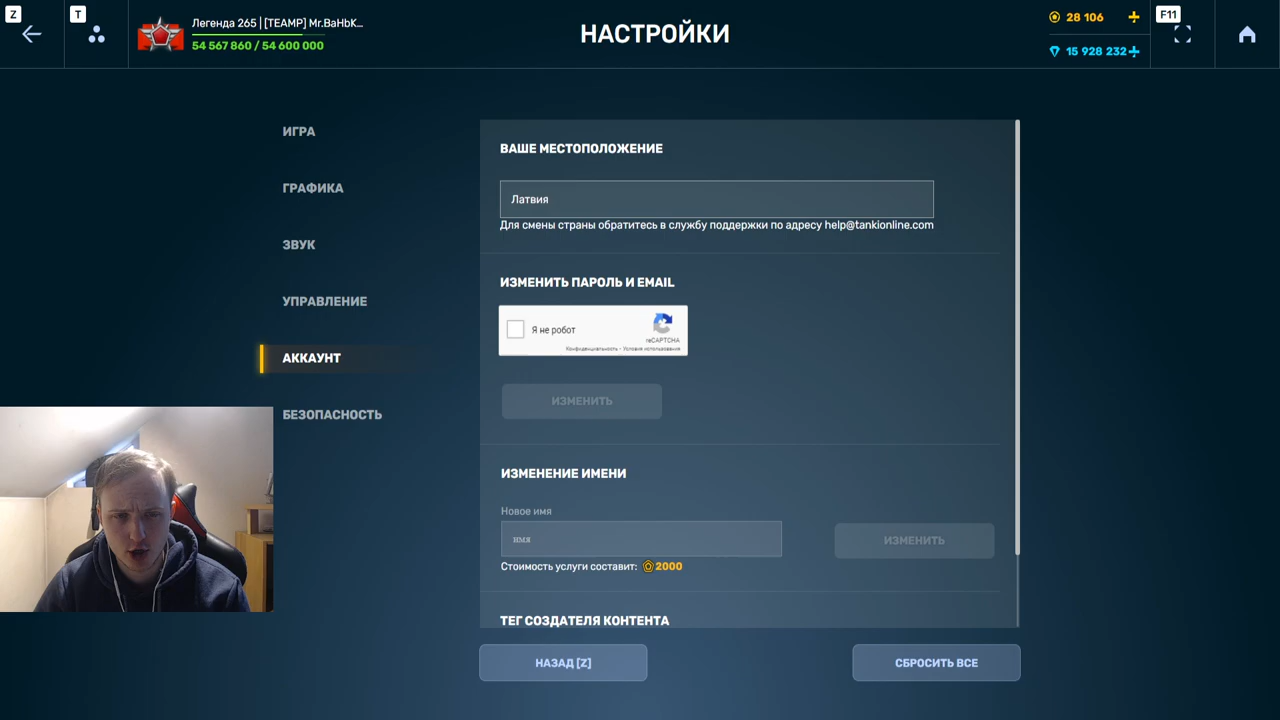 Z
T
Легенда 265 | [TEAMP] Mr.BaHbK...
54 567 860 / 54 600 000
НАСТРОЙКИ
28 106
15 928 232
F11
ИГРА
ГРАФИКА
ЗВУК
УПРАВЛЕНИЕ
АККАУНТ
БЕЗОПАСНОСТЬ
ВАШЕ МЕСТОПОЛОЖЕНИЕ
Латвия
Для смены страны обратитесь в службу поддержки по адресу help@tankionline.com
ИЗМЕНИТЬ ПАРОЛЬ И EMAIL
Я не робот
reCAPTCHA
Конфиденциальность - Условия использования
ИЗМЕНИТЬ
ИЗМЕНЕНИЕ ИМЕНИ
Новое имя
имя
ИЗМЕНИТЬ
Стоимость услуги составит: 2000
ТЕГ СОЗДАТЕЛЯ КОНТЕНТА
НАЗАД [Z]
СБРОСИТЬ ВСЕ